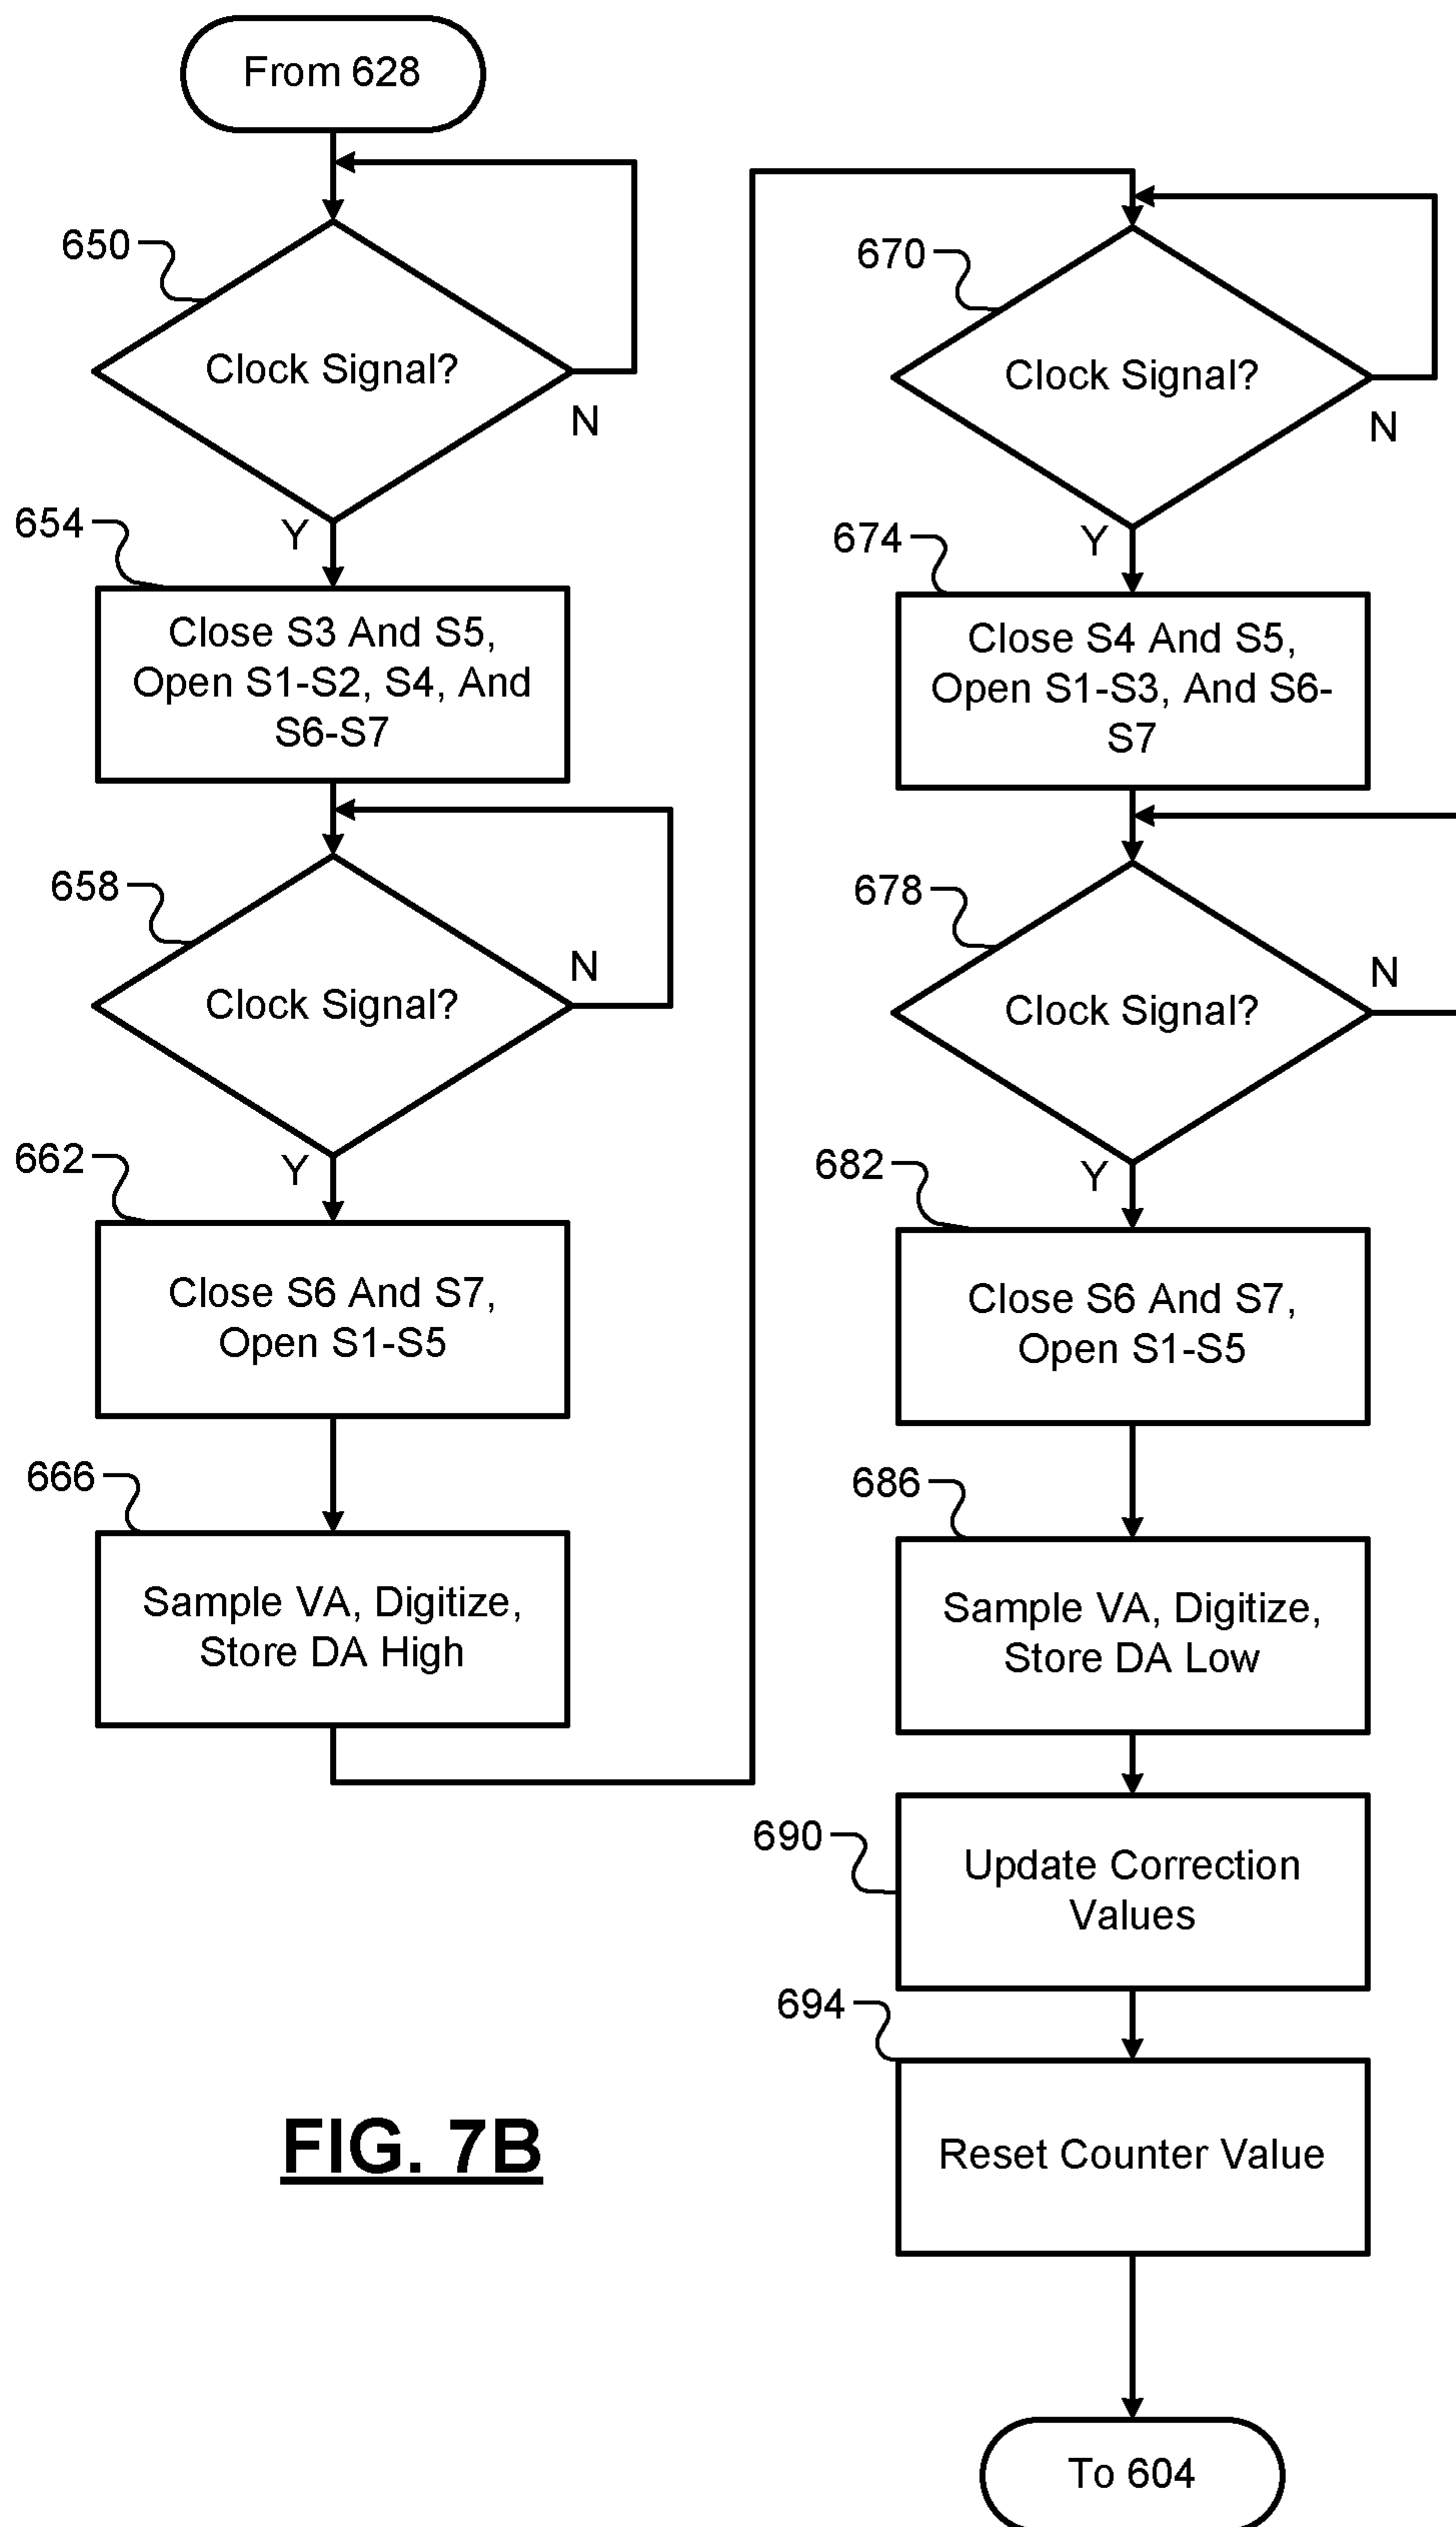 From 628
650
Clock Signal?
N
Y
654
Close S3 And S5,
Open S1-S2, S4, And
S6-S7
658
N
Clock Signal?
Y
662
Close S6 And S7,
Open S1-S5
666
Sample VA, Digitize,
Store DA High
670
Clock Signal?
N
Y
674
Close S4 And S5,
Open S1-S3, And S6-
S7
678
N
Clock Signal?
Y
682
Close S6 And S7,
Open S1-S5
686
Sample VA, Digitize,
Store DA Low
690
Update Correction
Values
694
Reset Counter Value
To 604
FIG. 7B